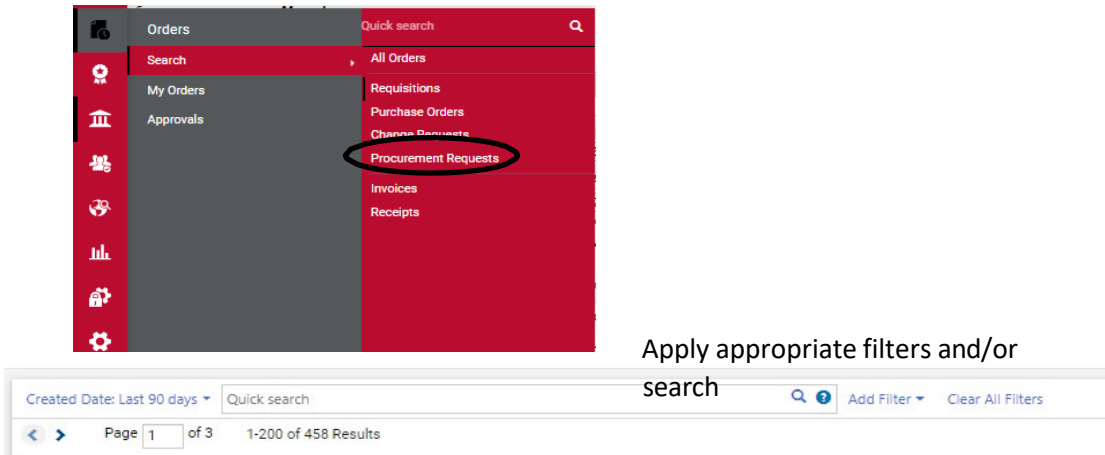 Orders
Search
My Orders
Approvals
Quick search
All Orders
Requisitions
Purchase Orders
Change Requests
Procurement Requests
Invoices
Receipts
Apply appropriate filters and/or
search
Created Date: Last 90 days Quick search Add Filter Clear All Filters
Page 1 of 3 1-200 of 458 Results